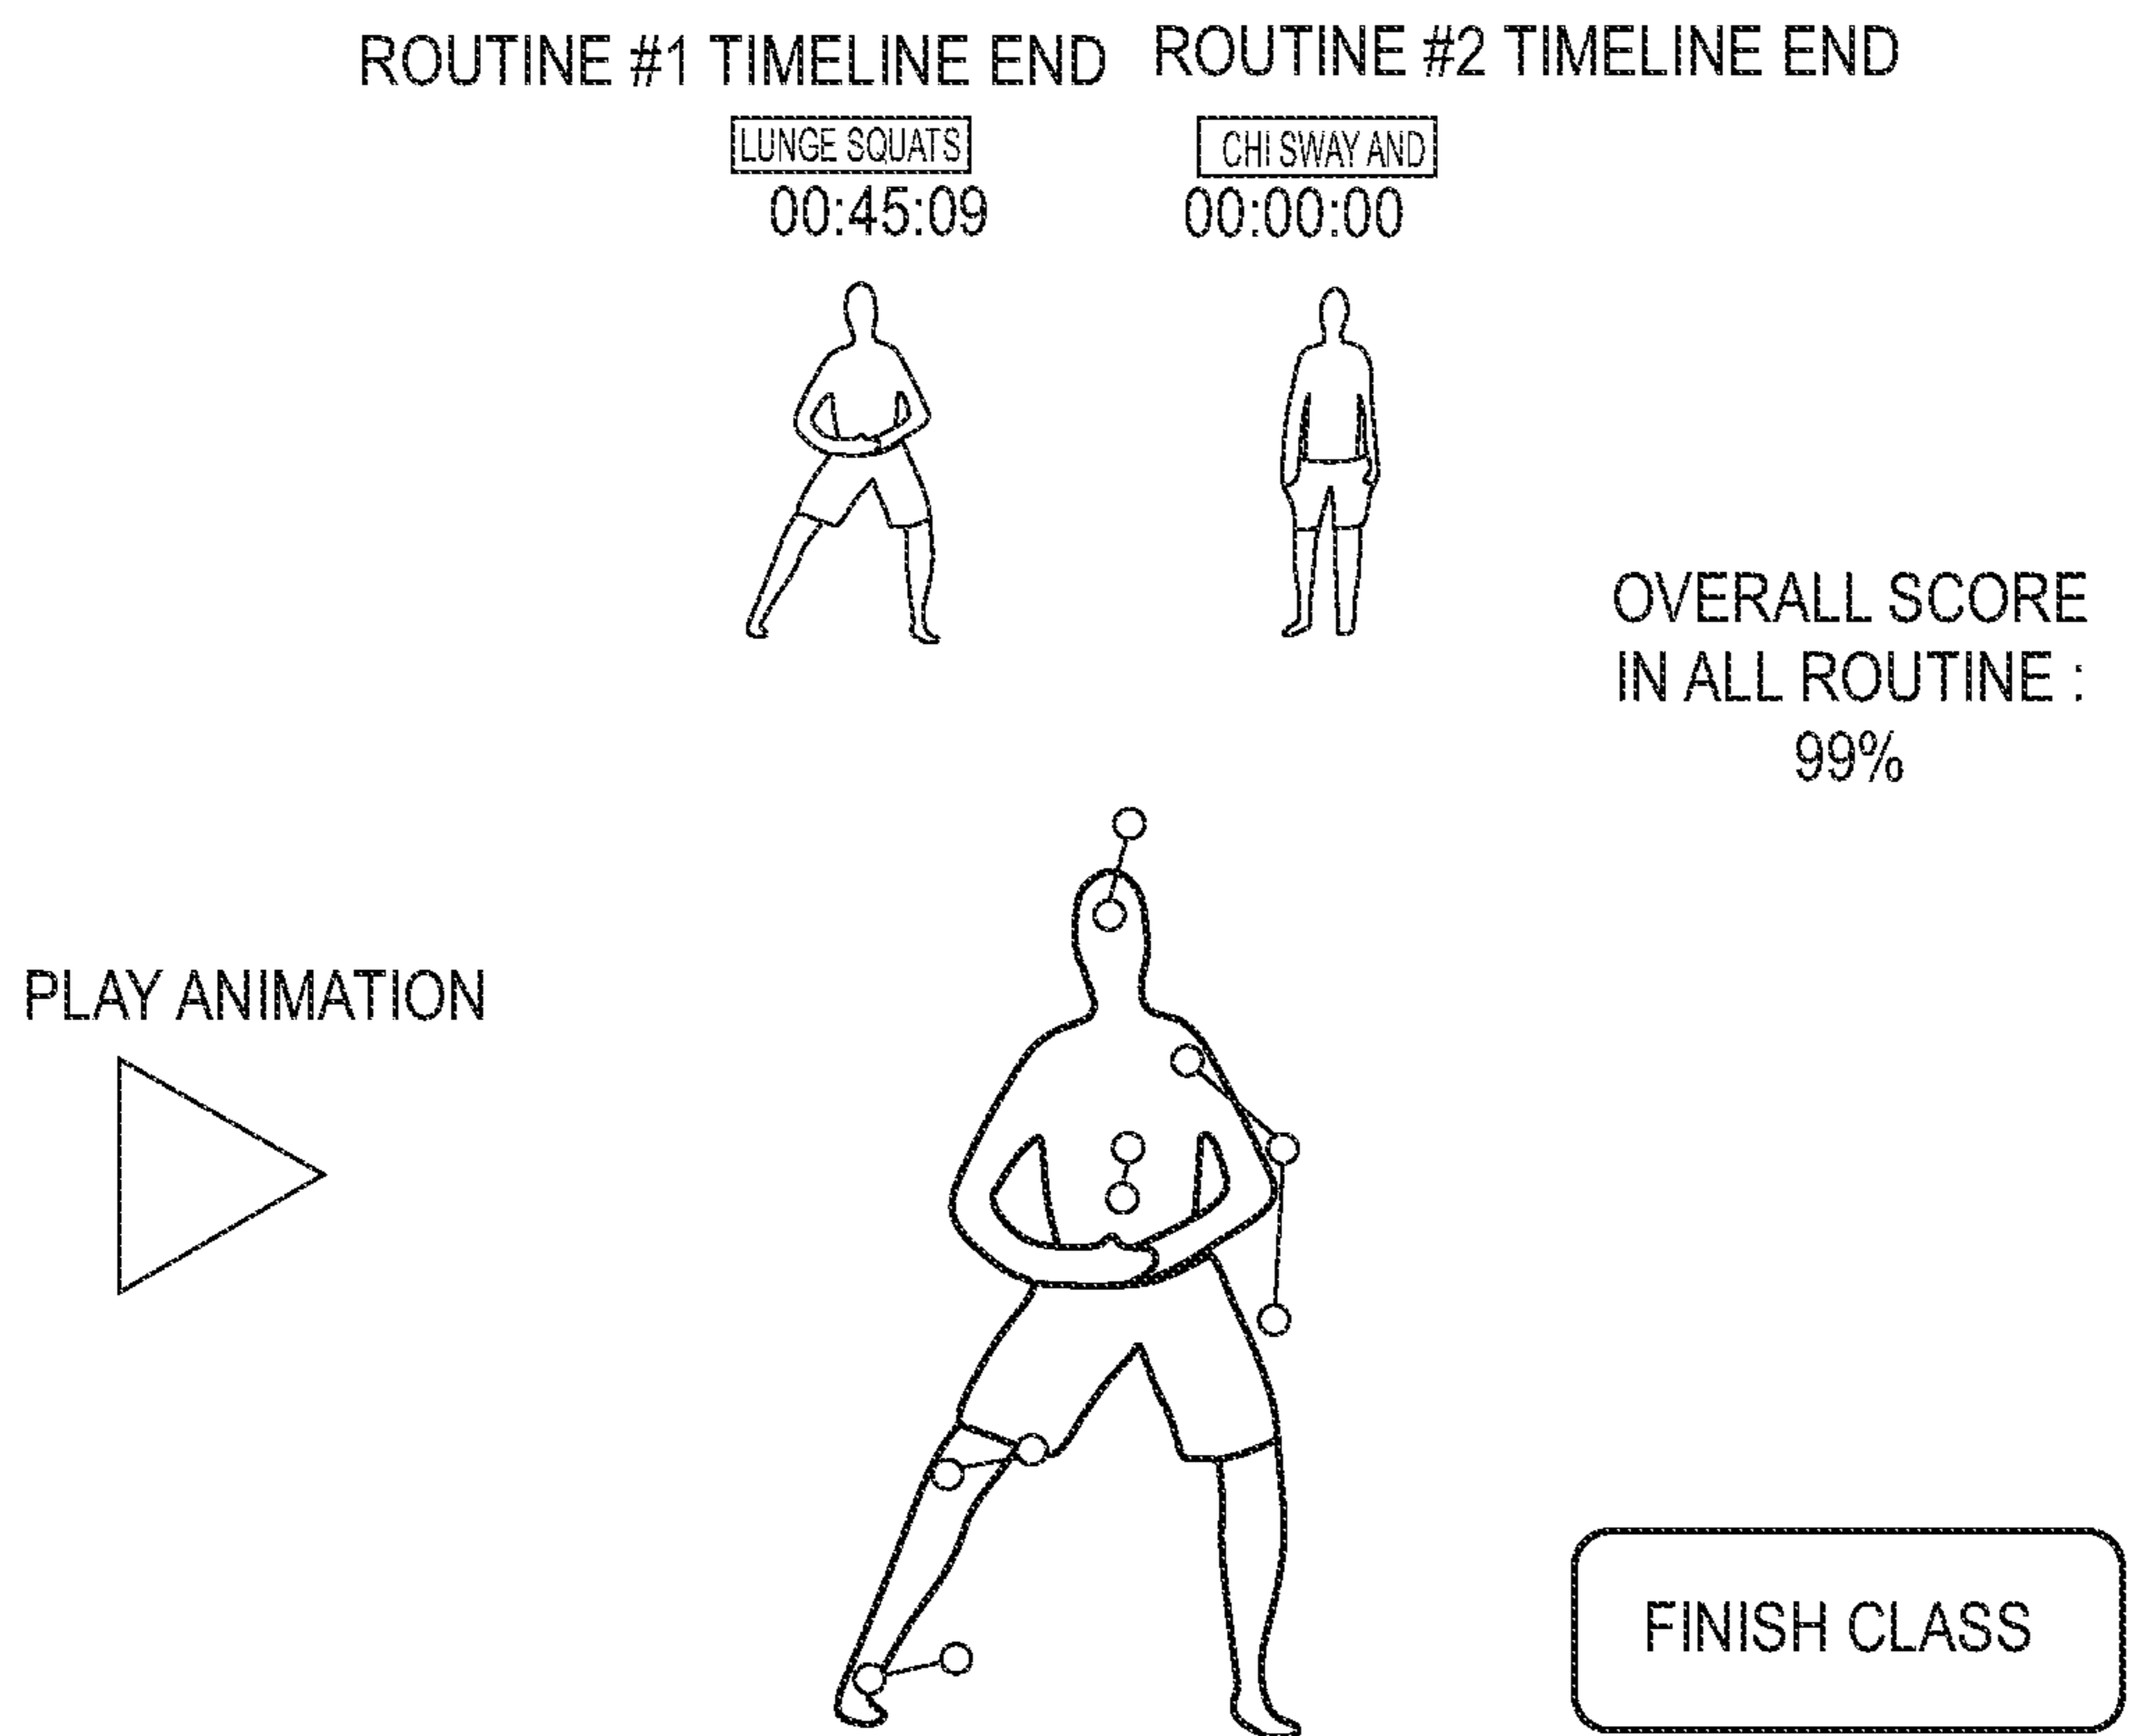 ROUTINE #1 TIMELINE END
ROUTINE #2 TIMELINE END
LUNGE SQUATS
CHI SWAY AND
00:45:09
00:00:00
OVERALL SCORE
IN ALL ROUTINE :
99%
PLAY ANIMATION
FINISH CLASS